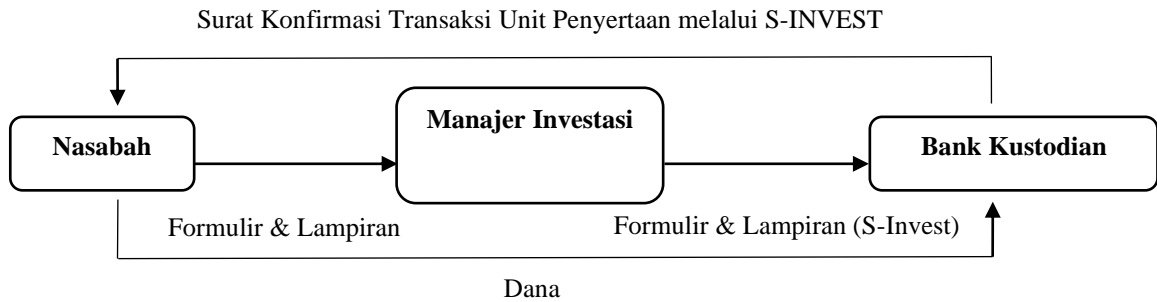 Surat Konfirmasi Transaksi Unit Penyertaan melalui S-INVEST
Nasabah
Manajer Investasi
Bank Kustodian
Formulir & Lampiran
Formulir & Lampiran (S-Invest)
Dana